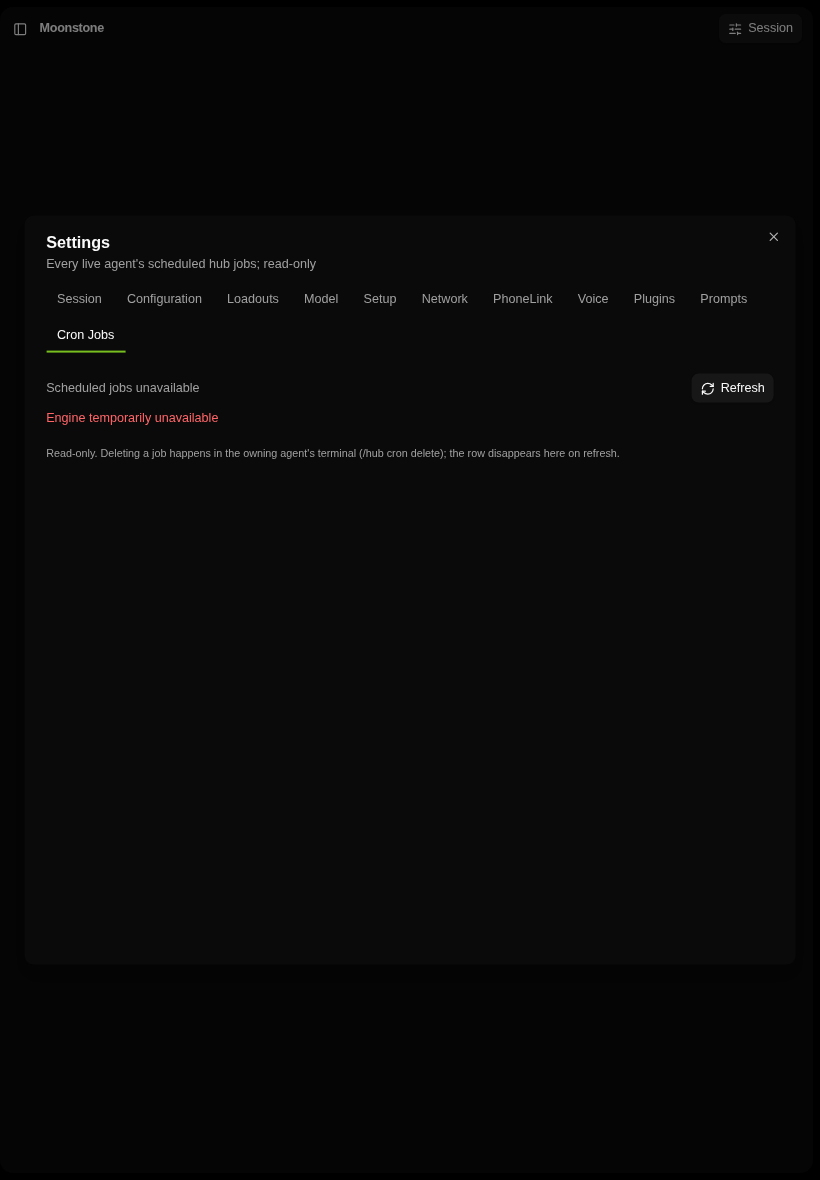 Moonstone
Session
Settings
Every live agent's scheduled hub jobs; read-only
Session Configuration Loadouts Model Setup Network PhoneLink Voice Plugins Prompts
Cron Jobs
Scheduled jobs unavailable
Refresh
Engine temporarily unavailable
Read-only. Deleting a job happens in the owning agent's terminal (/hub cron delete); the row disappears here on refresh.